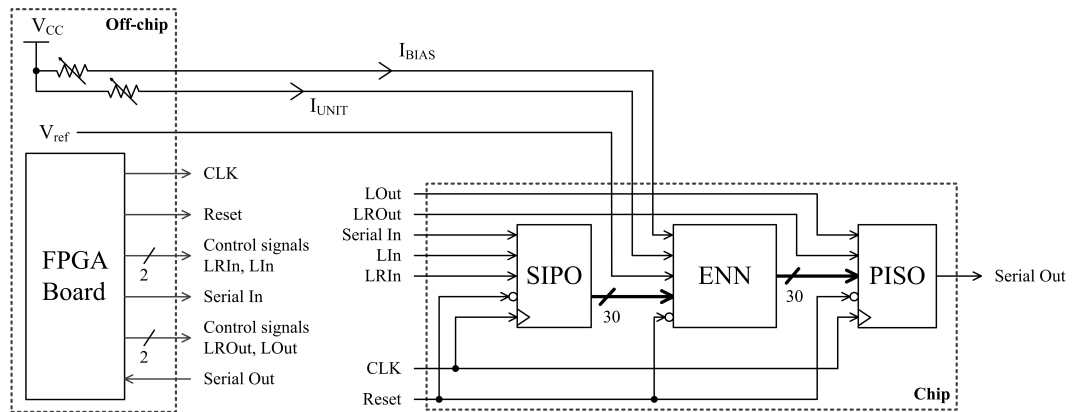 Off-chip
V_CC
I_BIAS
I_UNIT
V_ref
CLK
Reset
2
Control signals
LRIn, LIn
FPGA
Board
Serial In
2
Control signals
LROut, LOut
Serial Out
LOut
LROut
Serial In
LIn
LRIn
SIPO
30
ENN
30
PISO
Serial Out
CLK
Reset
Chip